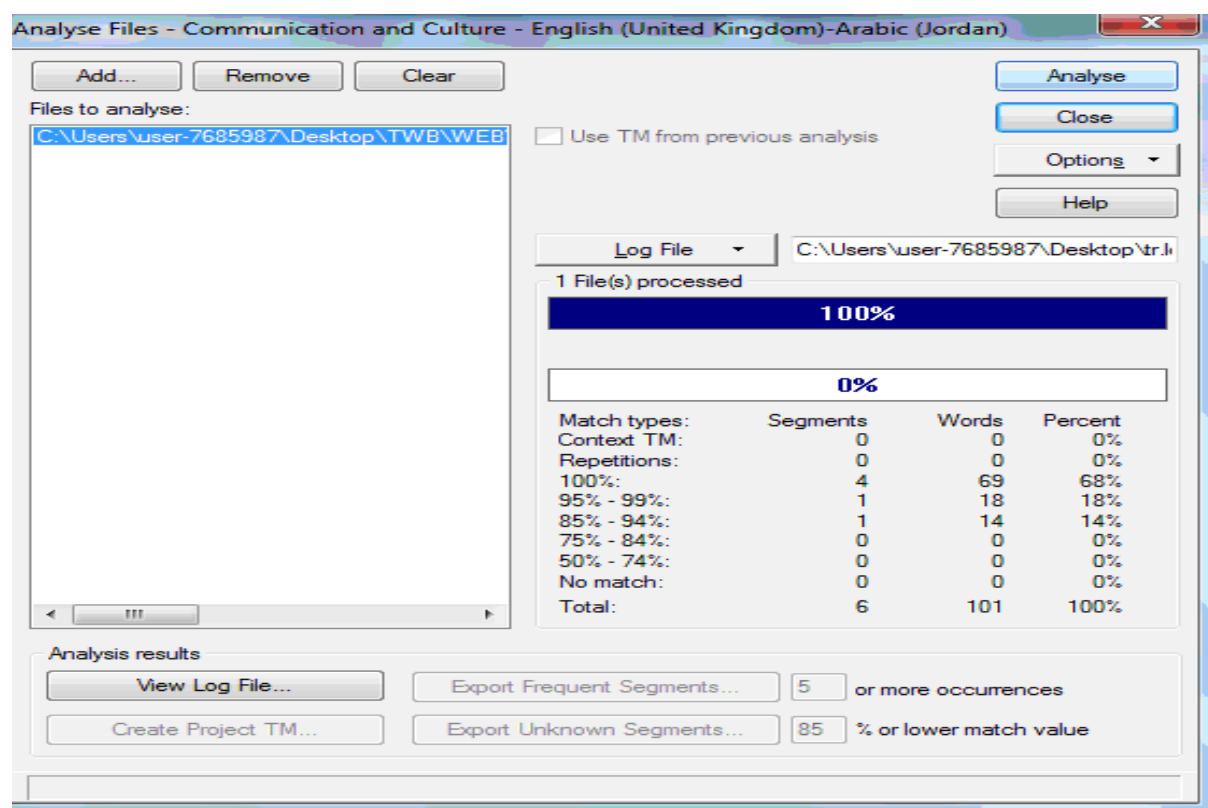 Analyse Files - Communication and Culture - English (United Kingdom)-Arabic (Jordan)
Add... Remove Clear Analyse
Files to analyse: Close
C:\Users\user-7685987\Desktop\TWB\WEB Use TM from previous analysis
Options
Help
Log File C:\Users\user-7685987\Desktop\tr.l
1 File(s) processed
100%
0%
Match types: Segments Words Percent
Context TM: 0 0 0%
Repetitions: 0 0 0%
100%: 4 69 68%
95% - 99%: 1 18 18%
85% - 94%: 1 14 14%
75% - 84%: 0 0 0%
50% - 74%: 0 0 0%
No match: 0 0 0%
Total: 6 101 100%
Analysis results
View Log File... Export Frequent Segments... 5 or more occurrences
Create Project TM... Export Unknown Segments... 85 % or lower match value